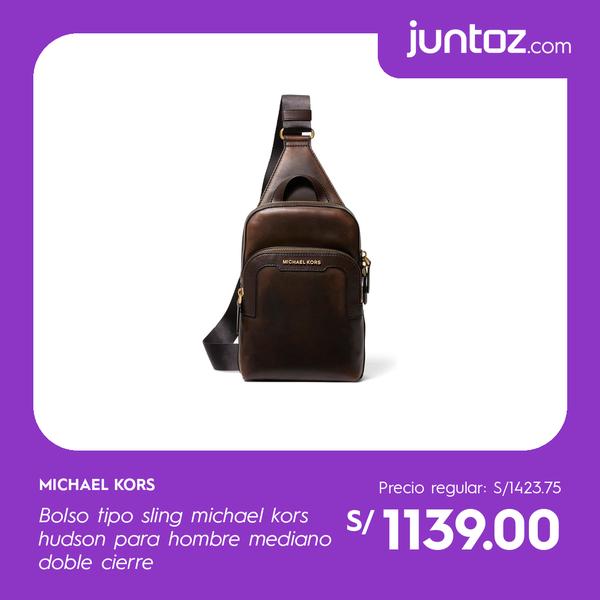 juntoz.com
MICHAEL KORS
MICHAEL KORS
Bolso tipo sling michael kors
hudson para hombre mediano
doble cierre
Precio regular: S/1423.75
S/ 1139.00